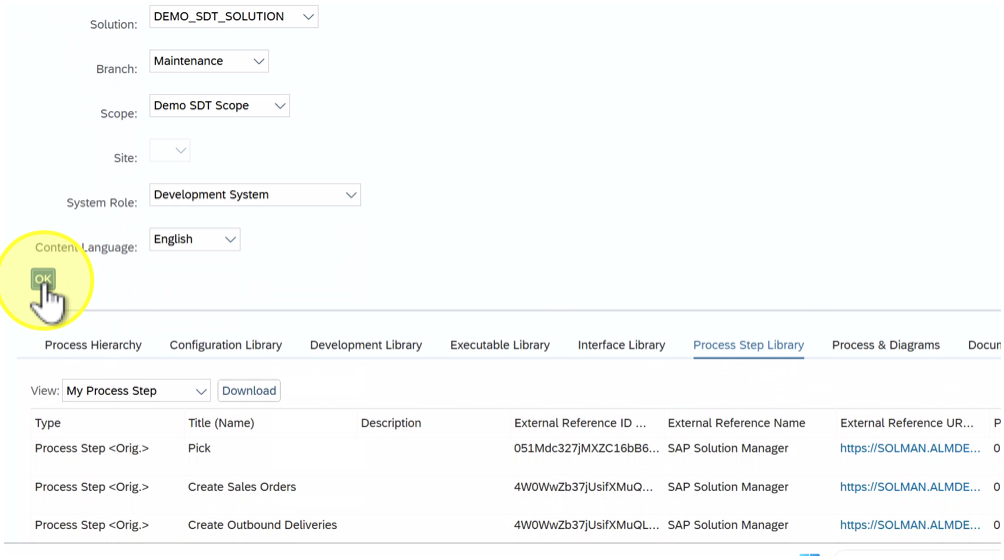 Solution: DEMO_SDT_SOLUTION
Branch: Maintenance
Scope: Demo SDT Scope
Site:
System Role: Development System
Content Language: English
OK
Process Hierarchy Configuration Library Development Library Executable Library Interface Library Process Step Library Process & Diagrams Docum
View: My Process Step Download
Type Title (Name) Description External Reference ID ... External Reference Name External Reference UR... P
Process Step <Orig.> Pick 051Mdc327jMXZC16bB6... SAP Solution Manager https://SOLMAN.ALMDE... 0
Process Step <Orig.> Create Sales Orders 4W0WwZb37jUsifXMuQ... SAP Solution Manager https://SOLMAN.ALMDE... 0
Process Step <Orig.> Create Outbound Deliveries 4W0WwZb37jUsifXMuQL... SAP Solution Manager https://SOLMAN.ALMDE... 0